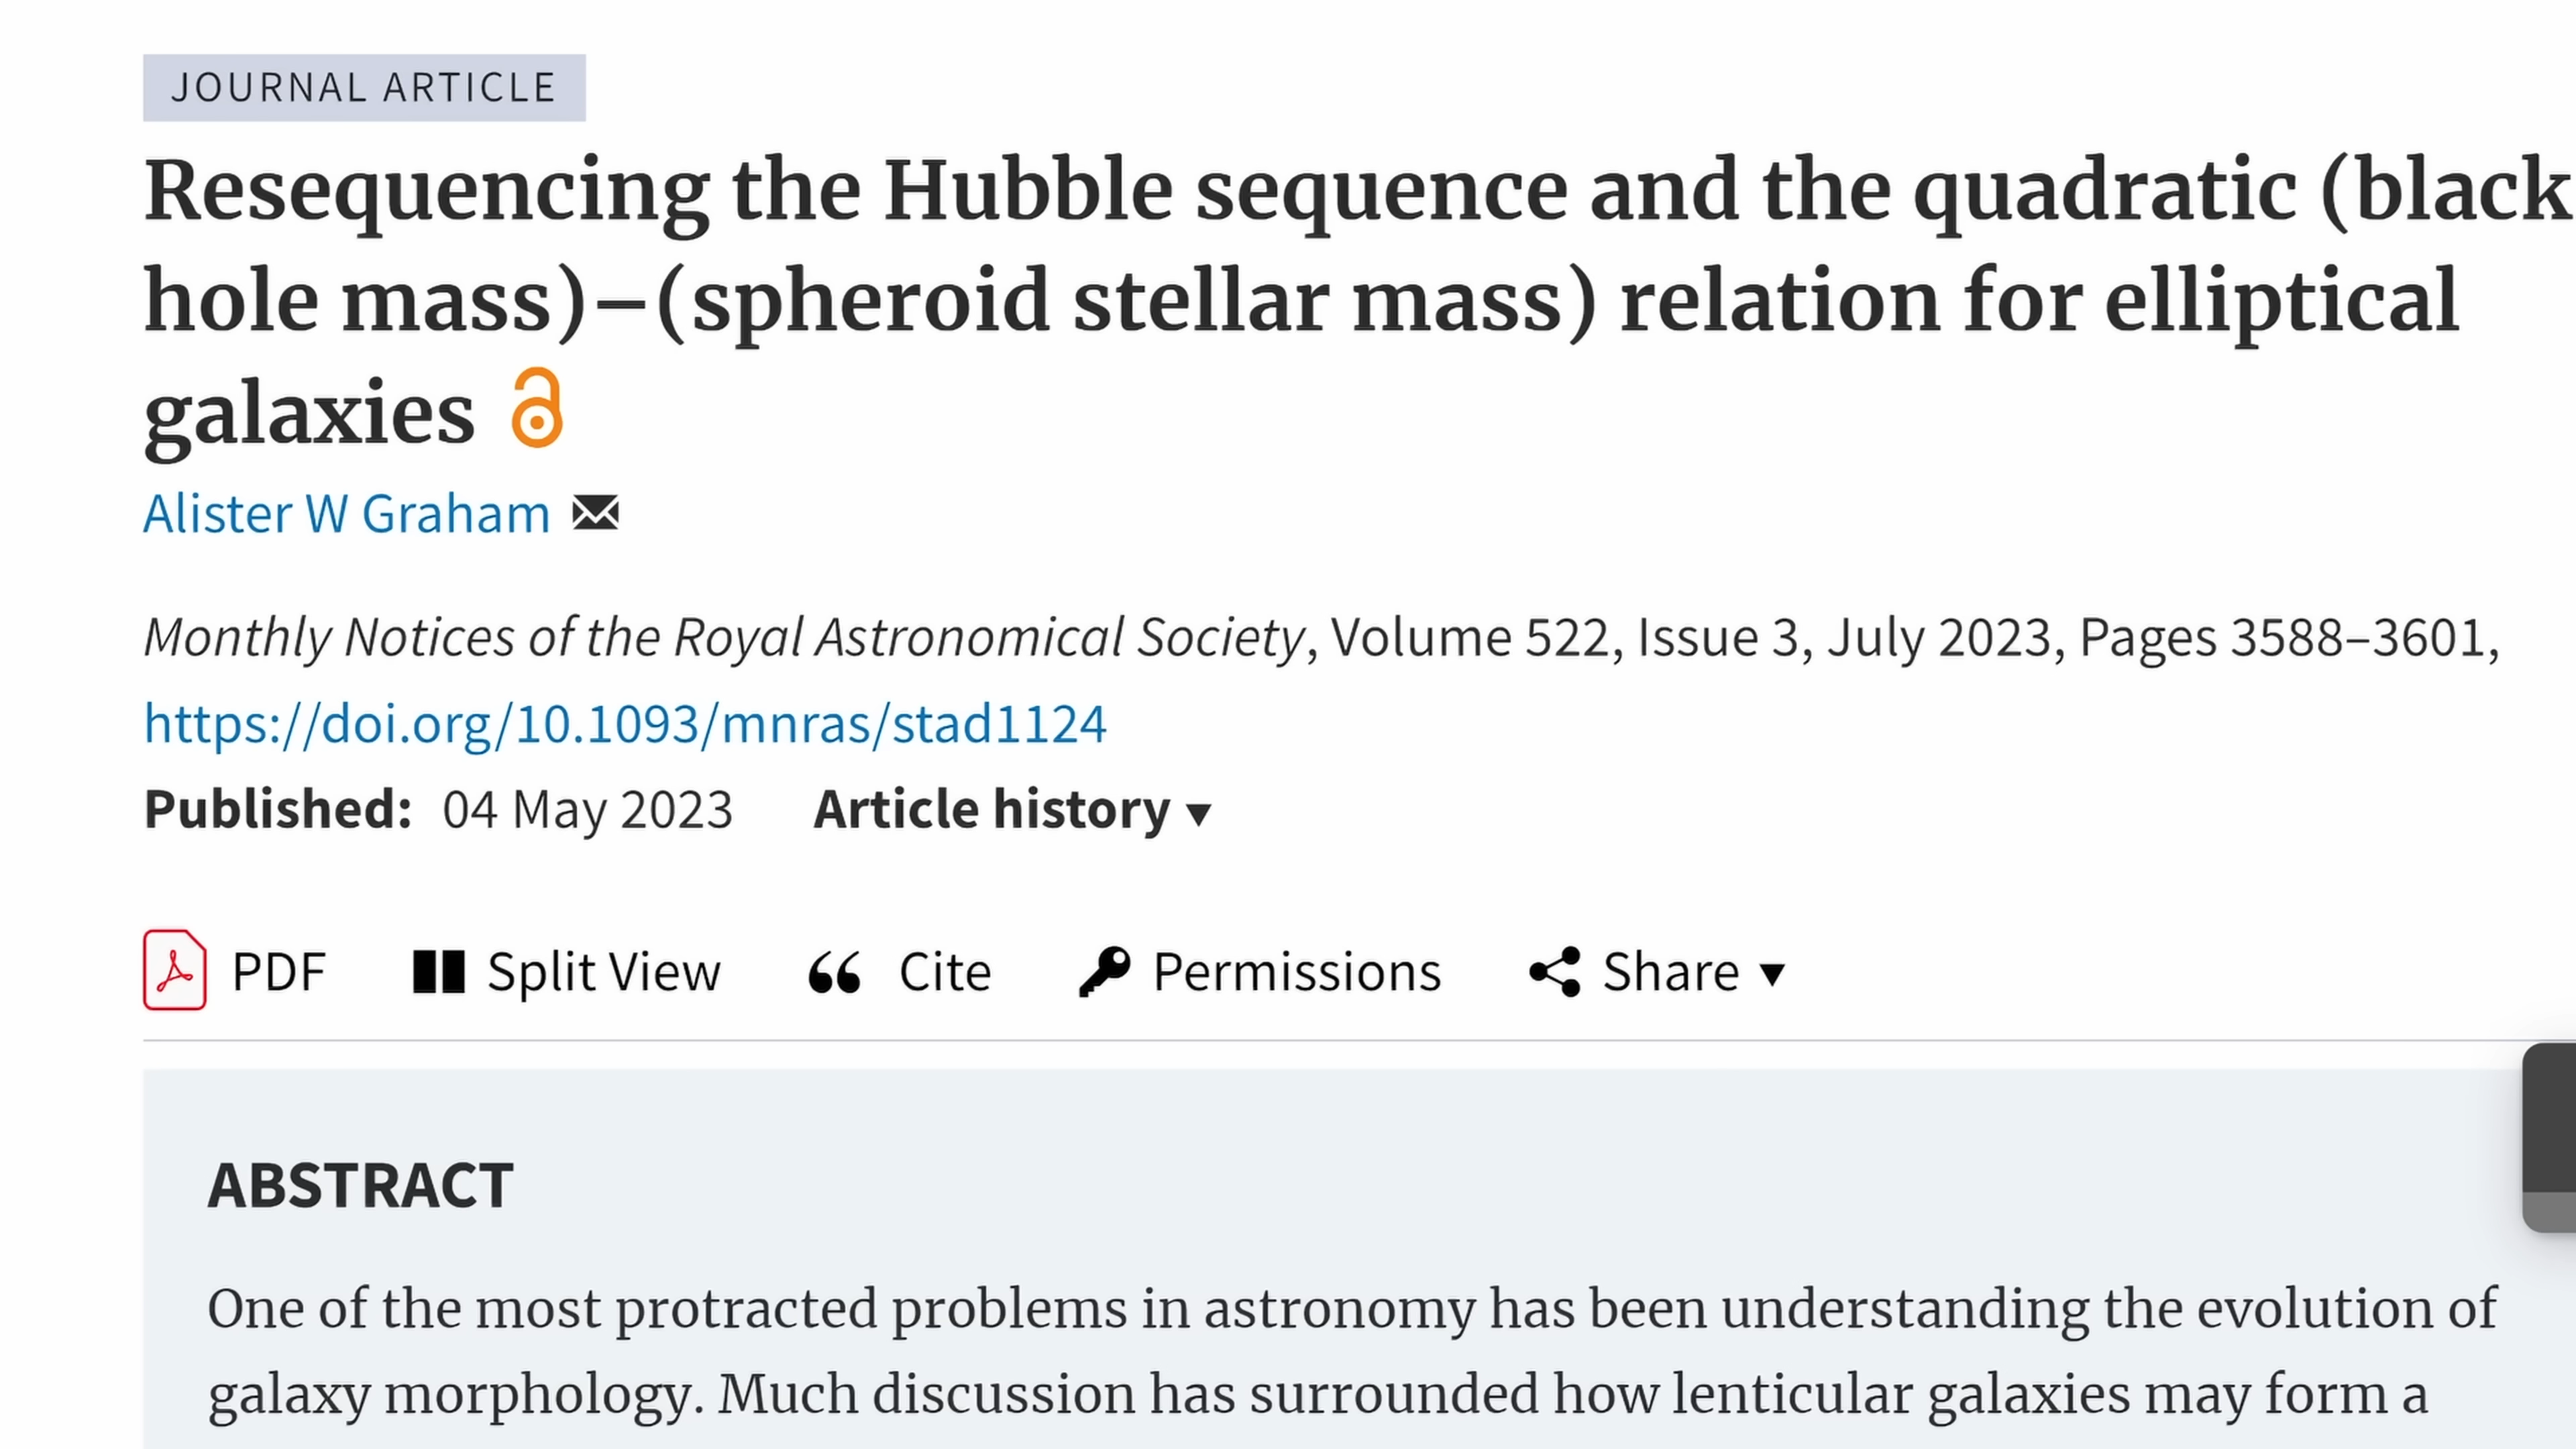 JOURNAL ARTICLE
Resequencing the Hubble sequence and the quadratic (black
hole mass)–(spheroid stellar mass) relation for elliptical
galaxies
Alister W Graham
Monthly Notices of the Royal Astronomical Society, Volume 522, Issue 3, July 2023, Pages 3588–3601,
https://doi.org/10.1093/mnras/stad1124
Published: 04 May 2023 Article history
PDF Split View Cite Permissions Share
ABSTRACT
One of the most protracted problems in astronomy has been understanding the evolution of
galaxy morphology. Much discussion has surrounded how lenticular galaxies may form a